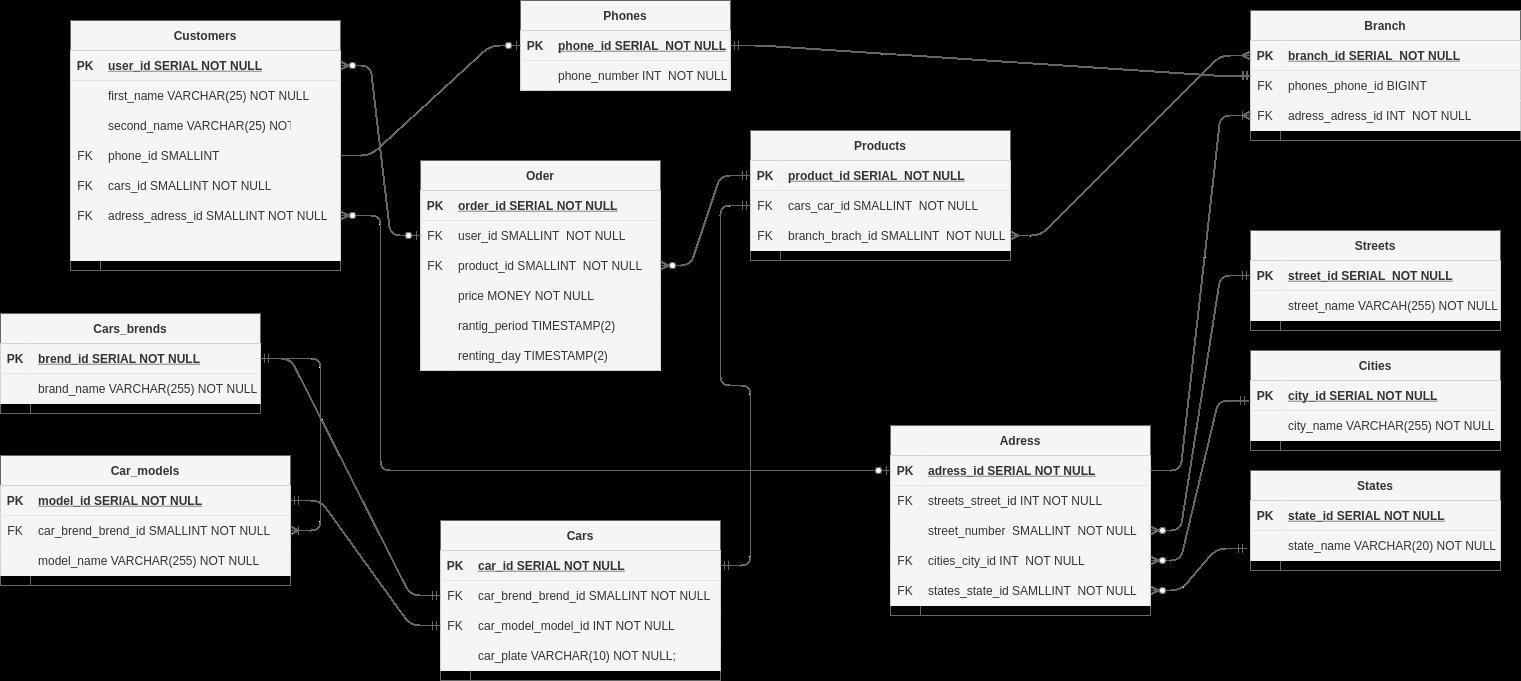 Customers
PK user_id SERIAL NOT NULL
first_name VARCHAR(25) NOT NULL
second_name VARCHAR(25) NOT
FK phone_id SMALLINT
FK cars_id SMALLINT NOT NULL
FK adress_adress_id SMALLINT NOT NULL
Phones
PK phone_id SERIAL NOT NULL
phone_number INT NOT NULL
Branch
PK branch_id SERIAL NOT NULL
FK phones_phone_id BIGINT
FK adress_adress_id INT NOT NULL
Oder
PK order_id SERIAL NOT NULL
FK user_id SMALLINT NOT NULL
FK product_id SMALLINT NOT NULL
price MONEY NOT NULL
rantig_period TIMESTAMP(2)
renting_day TIMESTAMP(2)
Products
PK product_id SERIAL NOT NULL
FK cars_car_id SMALLINT NOT NULL
FK branch_brach_id SMALLINT NOT NULL
Streets
PK street_id SERIAL NOT NULL
street_name VARCAH(255) NOT NULL
Cars_brends
PK brend_id SERIAL NOT NULL
brand_name VARCHAR(255) NOT NULL
Cities
PK city_id SERIAL NOT NULL
city_name VARCHAR(255) NOT NULL
Car_models
PK model_id SERIAL NOT NULL
FK car_brend_brend_id SMALLINT NOT NULL
model_name VARCHAR(255) NOT NULL
Adress
PK adress_id SERIAL NOT NULL
FK streets_street_id INT NOT NULL
street_number SMALLINT NOT NULL
FK cities_city_id INT NOT NULL
FK states_state_id SAMLLINT NOT NULL
States
PK state_id SERIAL NOT NULL
state_name VARCHAR(20) NOT NULL
Cars
PK car_id SERIAL NOT NULL
FK car_brend_brend_id SMALLINT NOT NULL
FK car_model_model_id INT NOT NULL
car_plate VARCHAR(10) NOT NULL;